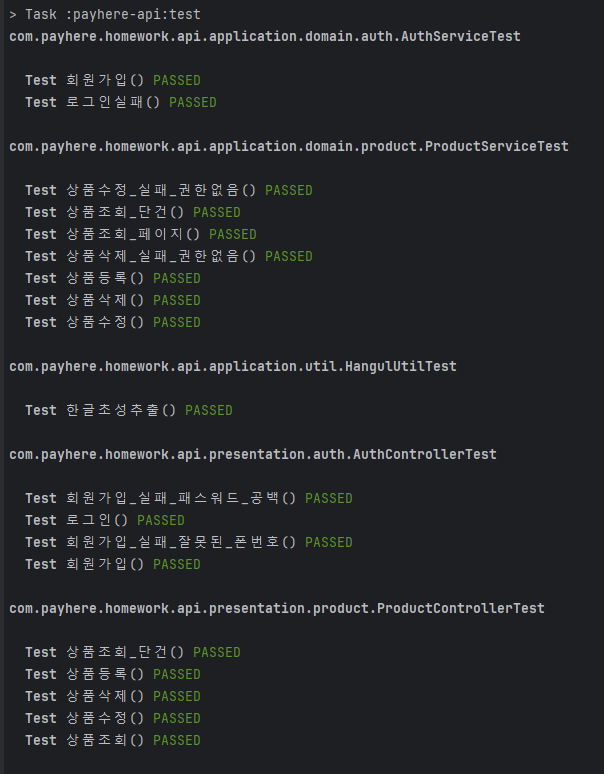 > Task :payhere-api:test
com.payhere.homework.api.application.domain.auth.AuthServiceTest
Test 회원가입() PASSED
Test 로그인실패() PASSED
com.payhere.homework.api.application.domain.product.ProductServiceTest
Test 상품수정_실패_권한없음() PASSED
Test 상품조회_단건() PASSED
Test 상품조회_페이지() PASSED
Test 상품삭제_실패_권한없음() PASSED
Test 상품등록() PASSED
Test 상품삭제() PASSED
Test 상품수정() PASSED
com.payhere.homework.api.application.util.HangulUtilTest
Test 한글초성추출() PASSED
com.payhere.homework.api.presentation.auth.AuthControllerTest
Test 회원가입_실패_패스워드_공백() PASSED
Test 로그인() PASSED
Test 회원가입_실패_잘못된_폰번호() PASSED
Test 회원가입() PASSED
com.payhere.homework.api.presentation.product.ProductControllerTest
Test 상품조회_단건() PASSED
Test 상품등록() PASSED
Test 상품삭제() PASSED
Test 상품수정() PASSED
Test 상품조회() PASSED